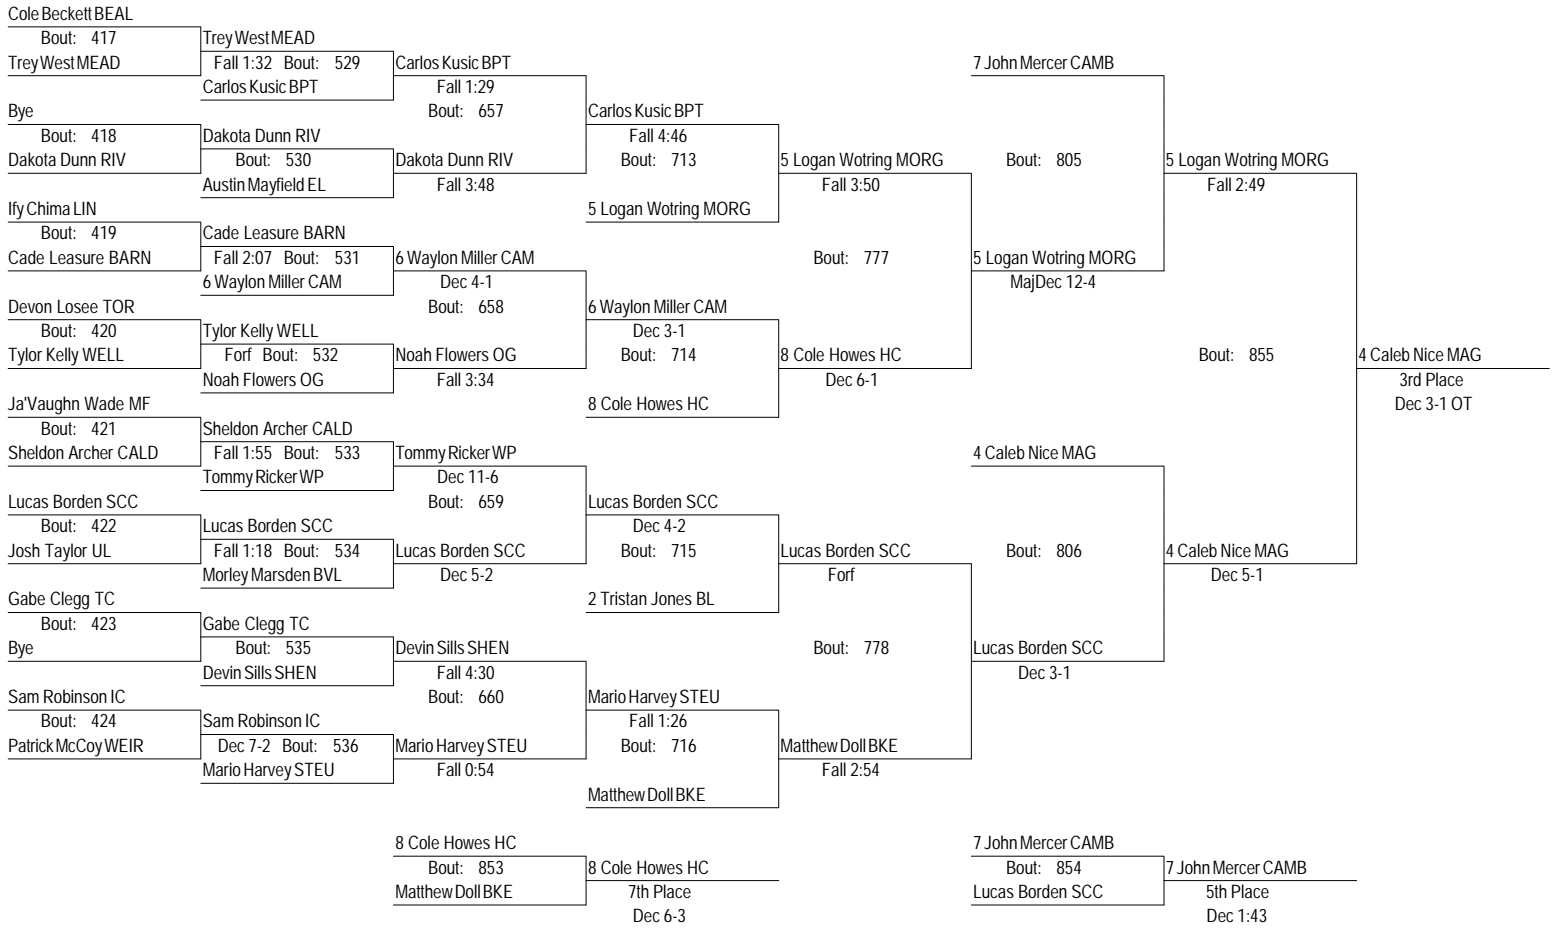 Cole Beckett BEAL
Bout: 417
Trey West MEAD
Trey West MEAD
Fall 1:32 Bout: 529
Carlos Kusic BPT
Carlos Kusic BPT
Fall 1:29
Bout: 657
Bye
Bout: 418
Dakota Dunn RIV
Dakota Dunn RIV
Bout: 530
Austin Mayfield EL
Dakota Dunn RIV
Fall 3:48
Carlos Kusic BPT
Fall 4:46
Bout: 713
5 Logan Wotring MORG
5 Logan Wotring MORG
Fall 3:50
Ify Chima LIN
Bout: 419
Cade Leasure BARN
Cade Leasure BARN
Fall 2:07 Bout: 531
6 Waylon Miller CAM
6 Waylon Miller CAM
Dec 4-1
Bout: 658
Devon Losee TOR
Bout: 420
Tylor Kelly WELL
Tylor Kelly WELL
Forf Bout: 532
Noah Flowers OG
Noah Flowers OG
Fall 3:34
6 Waylon Miller CAM
Dec 3-1
Bout: 714
8 Cole Howes HC
8 Cole Howes HC
Dec 6-1
Bout: 777
7 John Mercer CAMB
Bout: 805
5 Logan Wotring MORG
MajDec 12-4
5 Logan Wotring MORG
Fall 2:49
Ja'Vaughn Wade MF
Bout: 421
Sheldon Archer CALD
Sheldon Archer CALD
Fall 1:55 Bout: 533
Tommy Ricker WP
Tommy Ricker WP
Dec 11-6
Bout: 659
Lucas Borden SCC
Bout: 422
Josh Taylor UL
Lucas Borden SCC
Fall 1:18 Bout: 534
Morley Marsden BVL
Lucas Borden SCC
Dec 5-2
Lucas Borden SCC
Dec 4-2
Bout: 715
2 Tristan Jones BL
Lucas Borden SCC
Forf
Gabe Clegg TC
Bout: 423
Bye
Gabe Clegg TC
Bout: 535
Devin Sills SHEN
Devin Sills SHEN
Fall 4:30
Bout: 660
Sam Robinson IC
Bout: 424
Patrick McCoy WEIR
Sam Robinson IC
Dec 7-2 Bout: 536
Mario Harvey STEU
Mario Harvey STEU
Fall 0:54
Mario Harvey STEU
Fall 1:26
Bout: 716
Matthew Doll BKE
Matthew Doll BKE
Fall 2:54
Bout: 778
4 Caleb Nice MAG
Bout: 806
Lucas Borden SCC
Dec 3-1
4 Caleb Nice MAG
Dec 5-1
Bout: 855
4 Caleb Nice MAG
3rd Place
Dec 3-1 OT
8 Cole Howes HC
Bout: 853
Matthew Doll BKE
8 Cole Howes HC
7th Place
Dec 6-3
7 John Mercer CAMB
Bout: 854
Lucas Borden SCC
7 John Mercer CAMB
5th Place
Dec 1:43